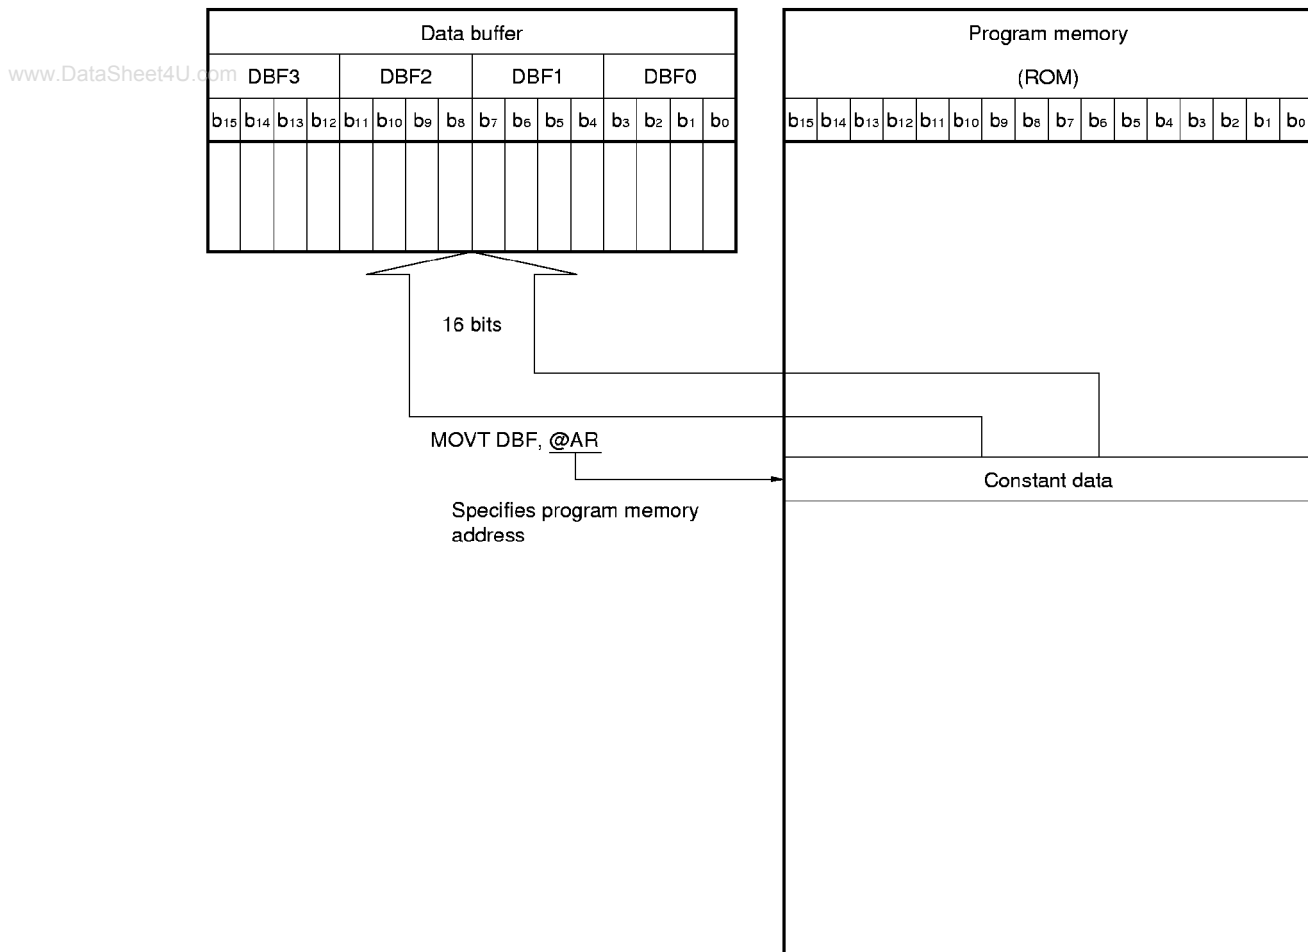 Data buffer
Program memory
www.DataSheet4U.com
DBF3 DBF2 DBF1 DBF0
(ROM)
b15 b14 b13 b12 b11 b10 b9 b8 b7 b6 b5 b4 b3 b2 b1 b0
b15 b14 b13 b12 b11 b10 b9 b8 b7 b6 b5 b4 b3 b2 b1 b0
16 bits
MOVT DBF, @AR
Constant data
Specifies program memory
address